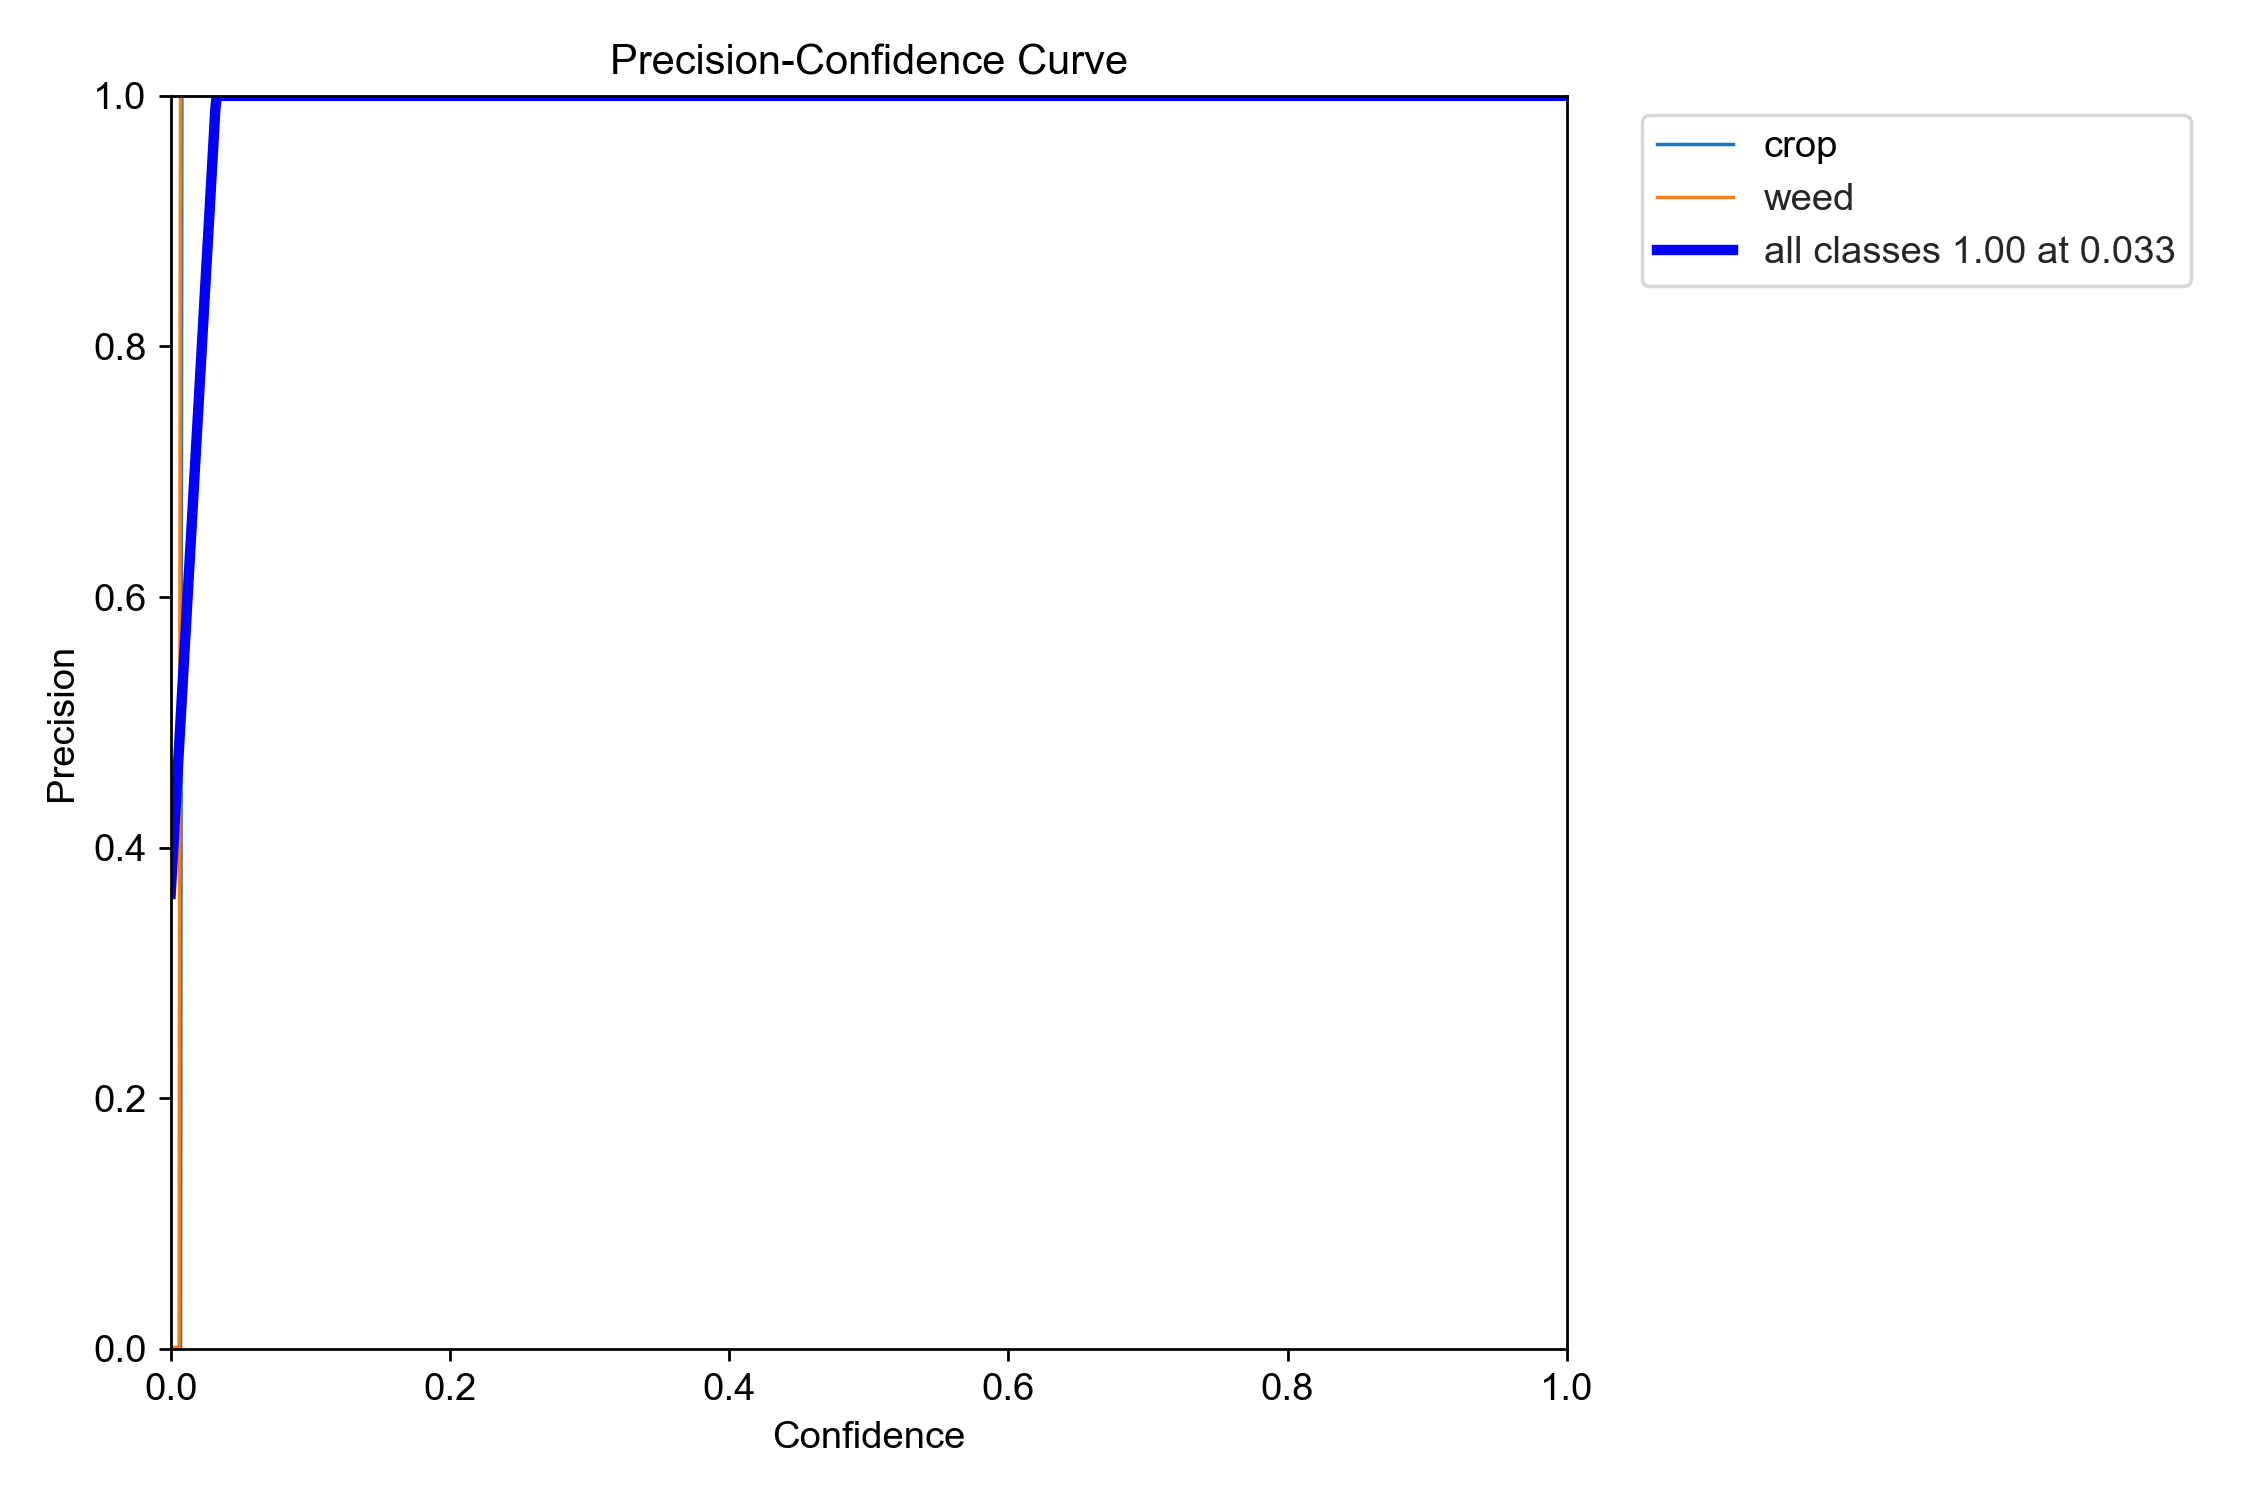 Precision-Confidence Curve
1.0
0.8
0.6
0.4
0.2
0.0
Precision
0.0 0.2 0.4 0.6 0.8 1.0
Confidence
crop
weed
all classes 1.00 at 0.033